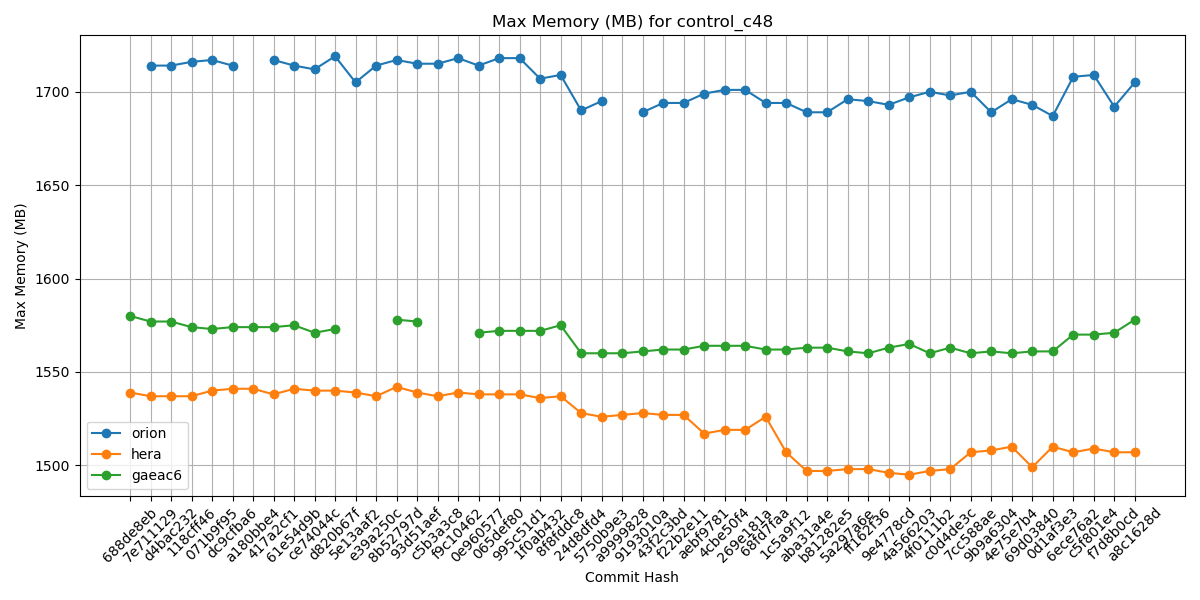 Max Memory (MB) for control_c48
Max Memory (MB)
1700
1650
1600
1550
1500
orion
hera
gaeac6
688de8eb
7e711129
d4bac232
118cff46
071b9f95
dc9cfba6
a180bbe4
417a2cf1
61e54d9b
ce74044c
d820b67f
5e13aaf2
e39a250c
8b52797d
93d51aef
c5b3a3c8
f9c10462
0e960577
065def80
995c51d1
1f0ab432
8f8fddc8
24d8dfd4
5750b9e3
a9999828
9193010a
43f2c3bd
f22b2e11
aebf9781
4cbe50f4
269e181a
68fd7faa
1c5a9f12
aba31a4e
b81282e5
5a297a6e
ff162f36
9e4778cd
4a566203
4f0111b2
c0d4de3c
7cc588ae
9b9a6304
4e75e7b4
69d03840
0d1af3e3
6ece76a2
c5f801e4
f7d8b0cd
a8c1628d
Commit Hash